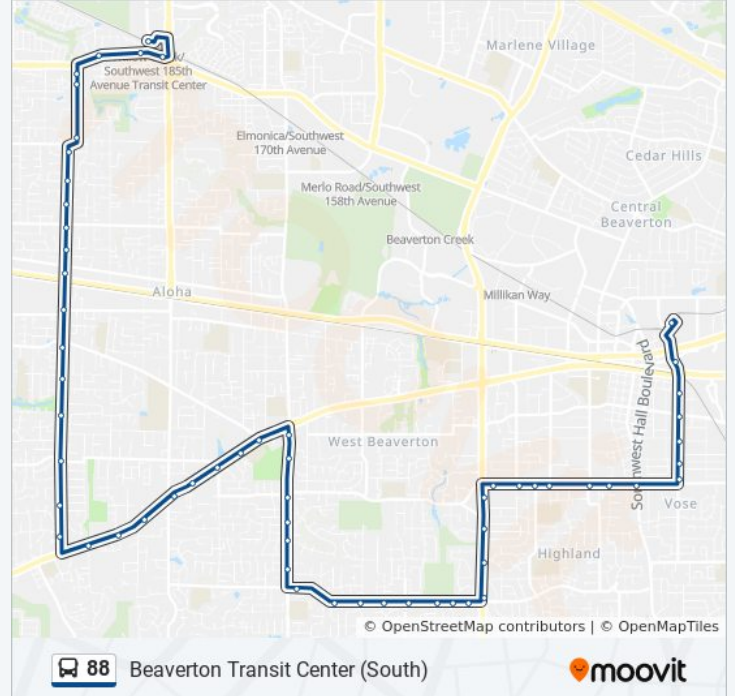 Marlene Village
Southwest 185th
Avenue Transit Center
Elmonica/Southwest
170th Avenue
Cedar Hills
Merlo Road/Southwest
158th Avenue
Central
Beaverton
Beaverton Creek
Aloha
Millikan Way
Southwest Hall Boulevard
West Beaverton
Vose
Highland
© OpenStreetMap contributors | © OpenMapTiles
88 Beaverton Transit Center (South)
moovit